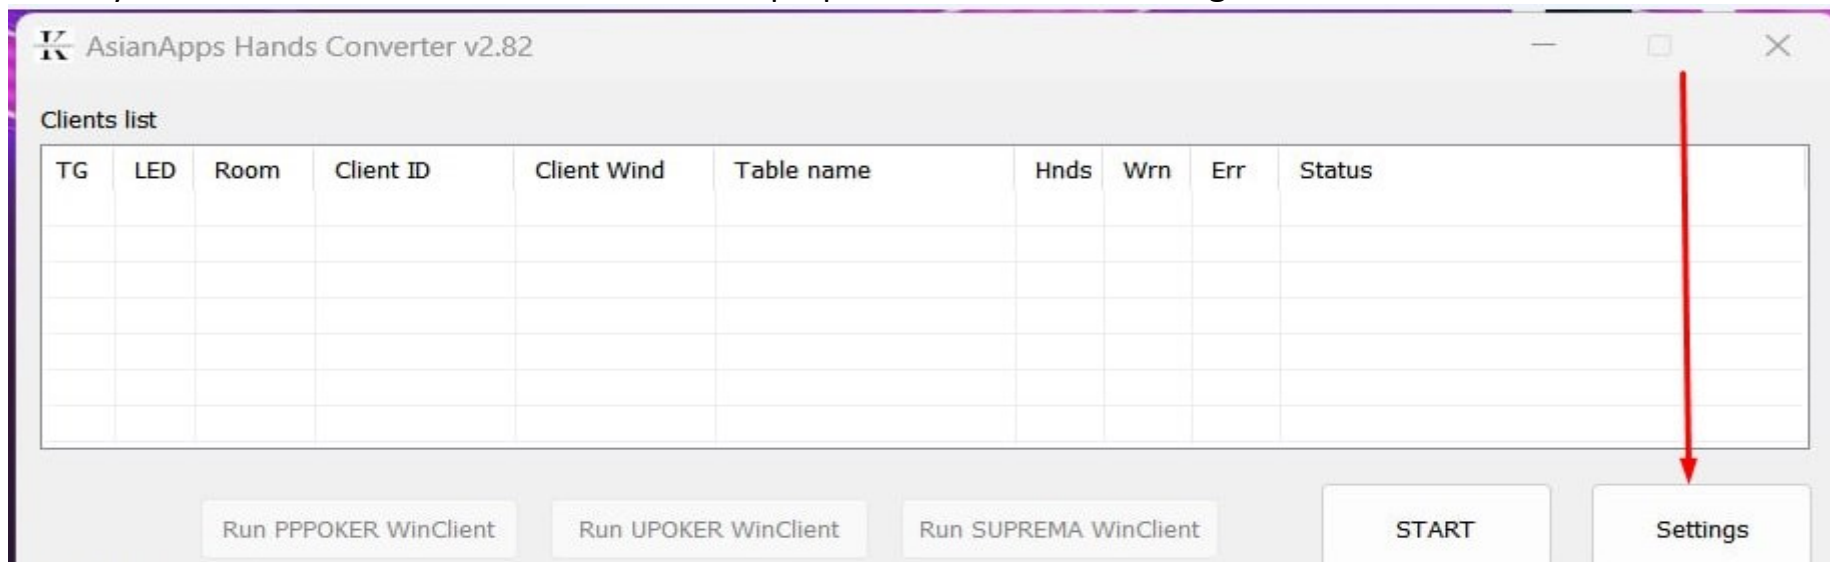 AsianApps Hands Converter v2.82
Clients list
TG LED Room Client ID Client Wind Table name Hnds Wrn Err Status
Run PPPOKER WinClient Run UPOKER WinClient Run SUPREMA WinClient START Settings